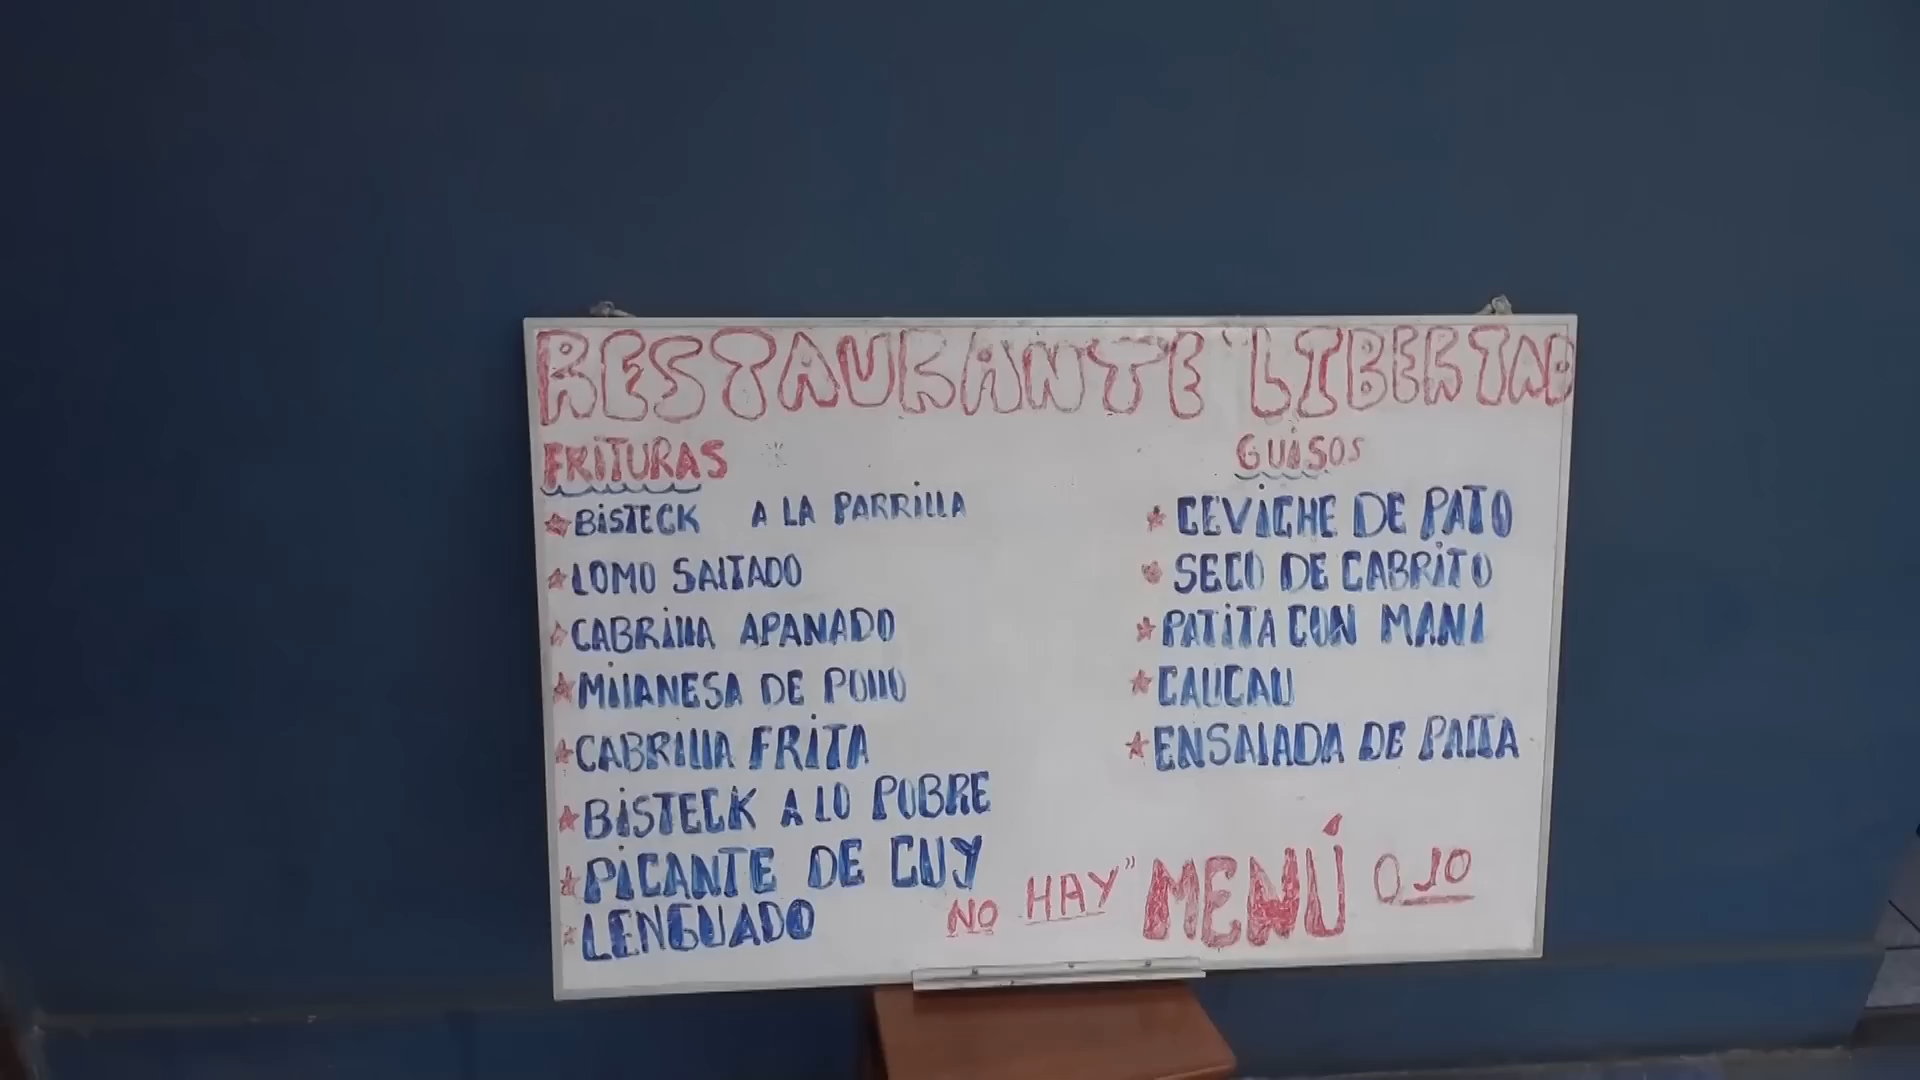 RESTAURANTE "LIBERTAD
FRITURAS
BISTECK A LA PARRILLA
LOMO SALTADO
CABRILLA APANADO
MILANESA DE POLLO
CABRILLA FRITA
BISTECK A LO POBRE
PICANTE DE CUY
LENGUADO
GUISOS
CEVICHE DE PATO
SECO DE CABRITO
PATITA CON MANI
CAUCAU
ENSALADA DE PALTA
NO HAY" MENÚ 0_10